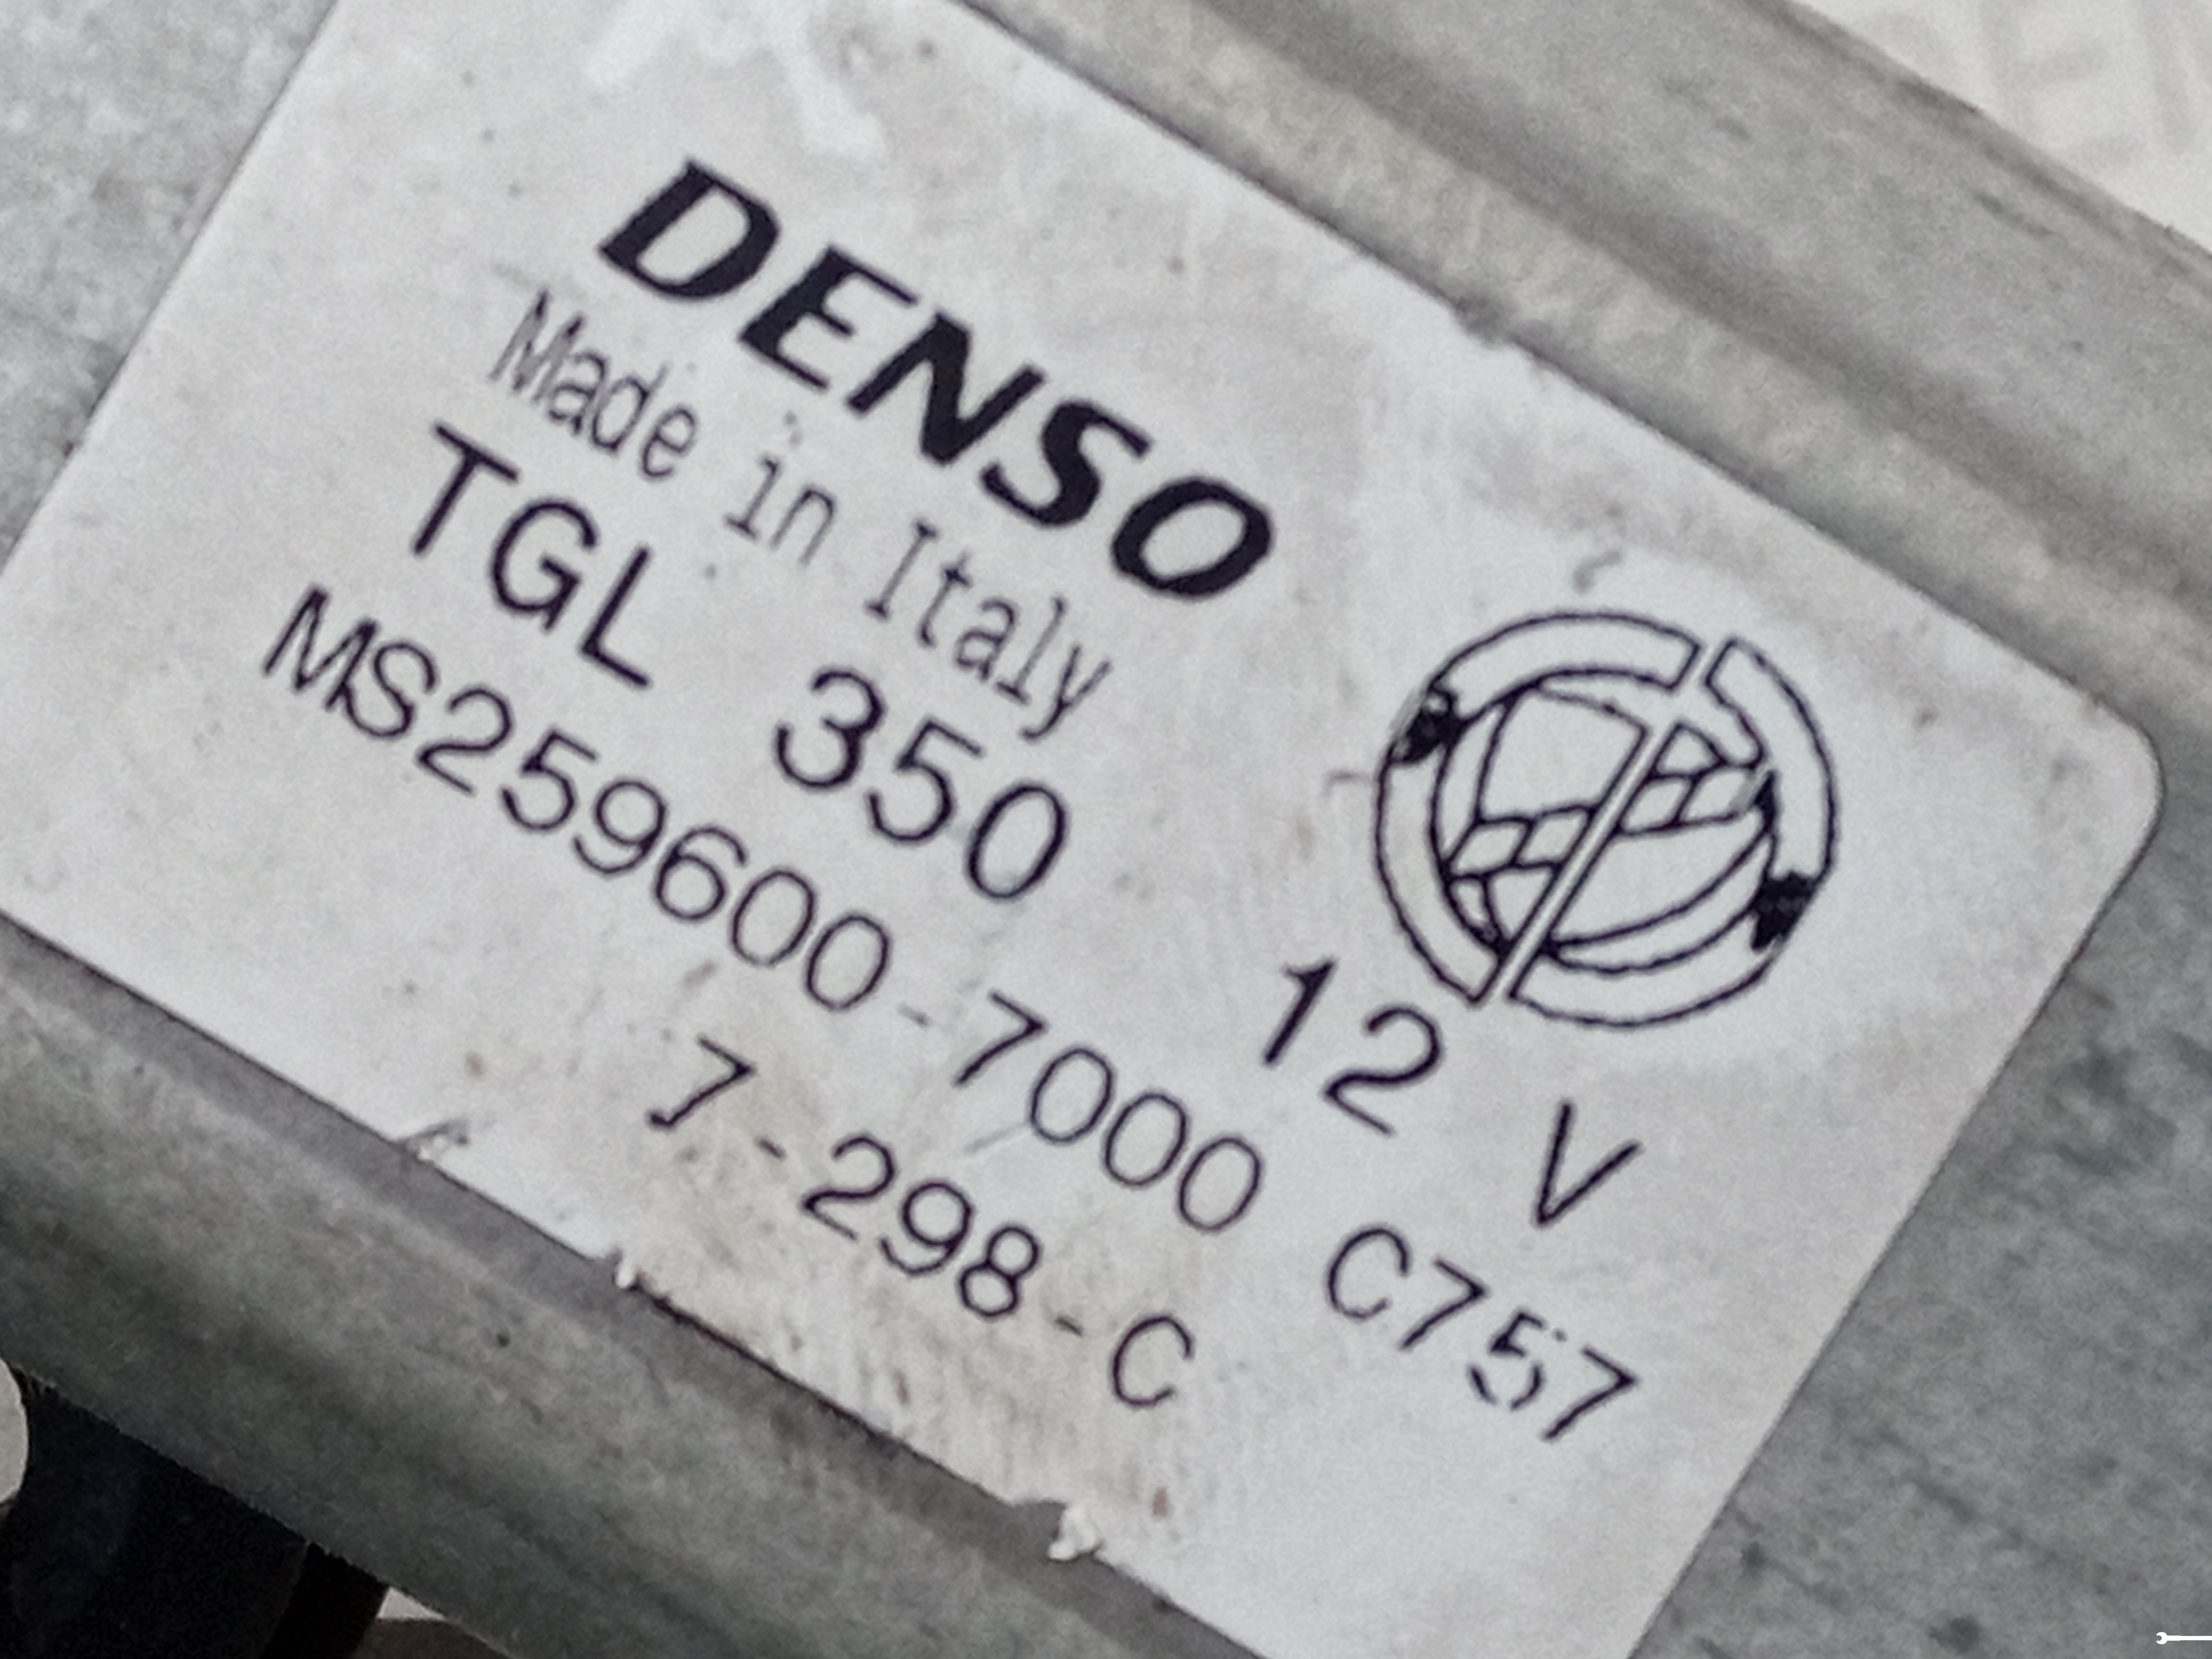 DENSO
Made in Italy
TGL 350 12 V
MS259600-7000 C757
7-298-C